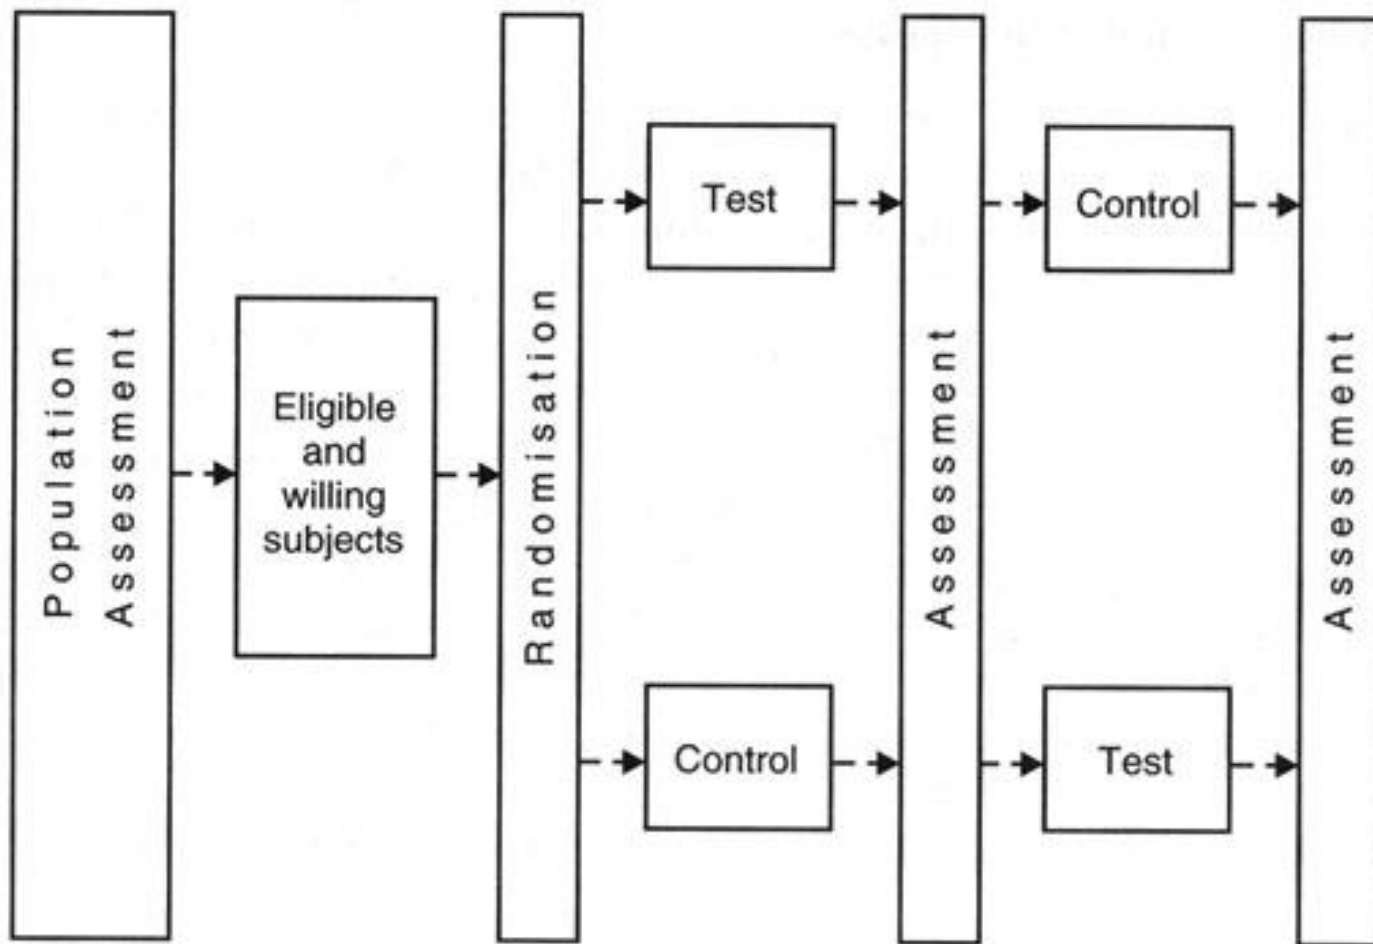 Population
Assessment
Eligible
and
willing
subjects
Randomisation
Test
Control
Assessment
Control
Test
Assessment